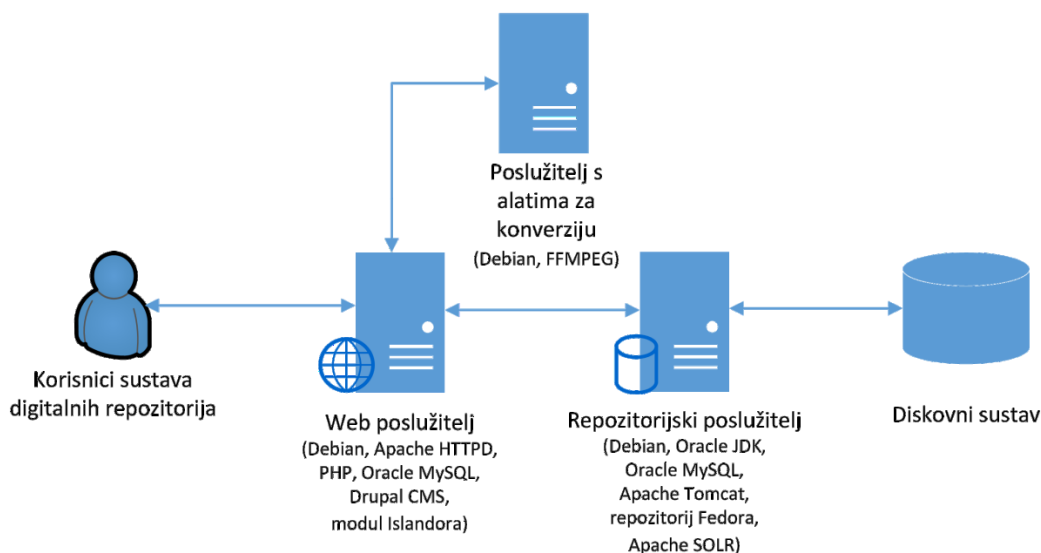 Poslužitelj s
alatima za
konverziju
(Debian, FFMPEG)
Korisnici sustava
digitalnih repozitorija
Web poslužitelj
(Debian, Apache HTTPD,
PHP, Oracle MySQL,
Drupal CMS,
modul Islandora)
Repozitorijski poslužitelj
(Debian, Oracle JDK,
Oracle MySQL,
Apache Tomcat,
repozitorij Fedora,
Apache SOLR)
Diskovni sustav